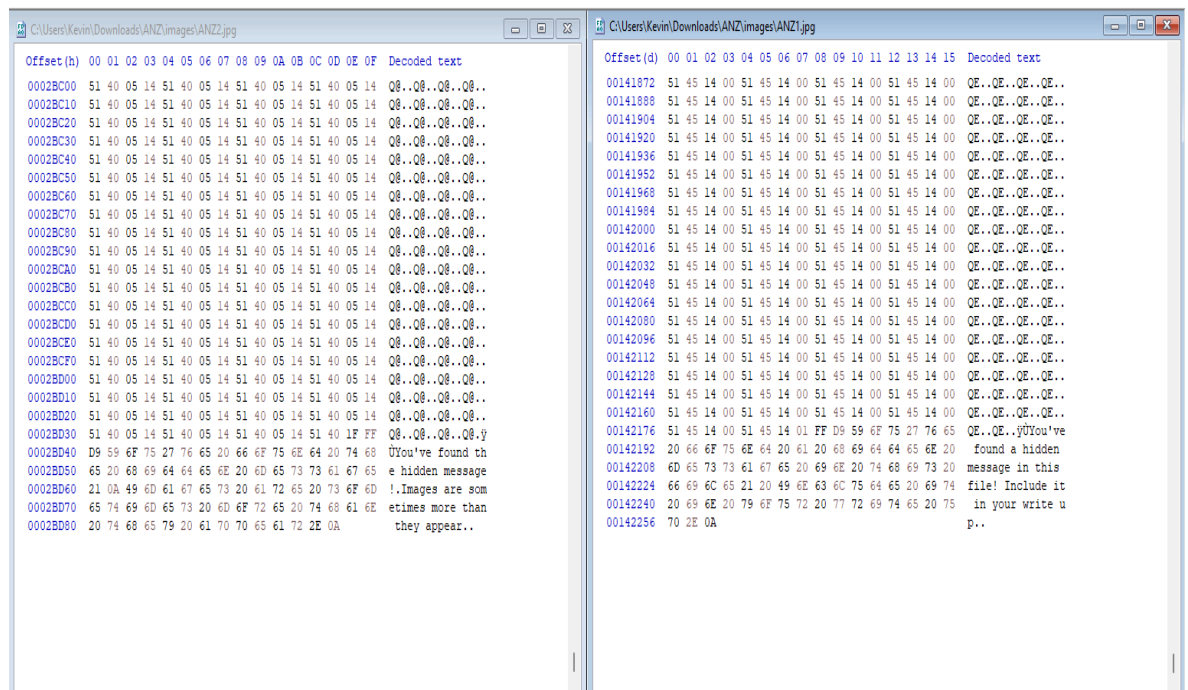 C:\Users\Kevin\Downloads\ANZ\images\ANZ2.jpg
Offset(h) 00 01 02 03 04 05 06 07 08 09 0A 0B 0C 0D 0E 0F Decoded text
0002BC00 51 40 05 14 51 40 05 14 51 40 05 14 51 40 05 14 Q@..Q@..Q@..Q@..
0002BC10 51 40 05 14 51 40 05 14 51 40 05 14 51 40 05 14 Q@..Q@..Q@..Q@..
0002BC20 51 40 05 14 51 40 05 14 51 40 05 14 51 40 05 14 Q@..Q@..Q@..Q@..
0002BC30 51 40 05 14 51 40 05 14 51 40 05 14 51 40 05 14 Q@..Q@..Q@..Q@..
0002BC40 51 40 05 14 51 40 05 14 51 40 05 14 51 40 05 14 Q@..Q@..Q@..Q@..
0002BC50 51 40 05 14 51 40 05 14 51 40 05 14 51 40 05 14 Q@..Q@..Q@..Q@..
0002BC60 51 40 05 14 51 40 05 14 51 40 05 14 51 40 05 14 Q@..Q@..Q@..Q@..
0002BC70 51 40 05 14 51 40 05 14 51 40 05 14 51 40 05 14 Q@..Q@..Q@..Q@..
0002BC80 51 40 05 14 51 40 05 14 51 40 05 14 51 40 05 14 Q@..Q@..Q@..Q@..
0002BC90 51 40 05 14 51 40 05 14 51 40 05 14 51 40 05 14 Q@..Q@..Q@..Q@..
0002BCA0 51 40 05 14 51 40 05 14 51 40 05 14 51 40 05 14 Q@..Q@..Q@..Q@..
0002BCB0 51 40 05 14 51 40 05 14 51 40 05 14 51 40 05 14 Q@..Q@..Q@..Q@..
0002BCC0 51 40 05 14 51 40 05 14 51 40 05 14 51 40 05 14 Q@..Q@..Q@..Q@..
0002BCD0 51 40 05 14 51 40 05 14 51 40 05 14 51 40 05 14 Q@..Q@..Q@..Q@..
0002BCE0 51 40 05 14 51 40 05 14 51 40 05 14 51 40 05 14 Q@..Q@..Q@..Q@..
0002BCF0 51 40 05 14 51 40 05 14 51 40 05 14 51 40 05 14 Q@..Q@..Q@..Q@..
0002BD00 51 40 05 14 51 40 05 14 51 40 05 14 51 40 05 14 Q@..Q@..Q@..Q@..
0002BD10 51 40 05 14 51 40 05 14 51 40 05 14 51 40 05 14 Q@..Q@..Q@..Q@..
0002BD20 51 40 05 14 51 40 05 14 51 40 05 14 51 40 05 14 Q@..Q@..Q@..Q@..
0002BD30 51 40 05 14 51 40 05 14 51 40 05 14 51 40 1F FF Q@..Q@..Q@..Q@.ÿ
0002BD40 D9 59 6F 75 27 76 65 20 66 6F 75 6E 64 20 74 68 ÙYou've found th
0002BD50 65 20 68 69 64 64 65 6E 20 6D 65 73 73 61 67 65 e hidden message
0002BD60 21 0A 49 6D 61 67 65 73 20 61 72 65 20 73 6F 6D !.Images are som
0002BD70 65 74 69 6D 65 73 20 6D 6F 72 65 20 74 68 61 6E etimes more than
0002BD80 20 74 68 65 79 20 61 70 70 65 61 72 2E 0A they appear..
C:\Users\Kevin\Downloads\ANZ\images\ANZ1.jpg
Offset(d) 00 01 02 03 04 05 06 07 08 09 10 11 12 13 14 15 Decoded text
00141872 51 45 14 00 51 45 14 00 51 45 14 00 51 45 14 00 QE..QE..QE..QE..
00141888 51 45 14 00 51 45 14 00 51 45 14 00 51 45 14 00 QE..QE..QE..QE..
00141904 51 45 14 00 51 45 14 00 51 45 14 00 51 45 14 00 QE..QE..QE..QE..
00141920 51 45 14 00 51 45 14 00 51 45 14 00 51 45 14 00 QE..QE..QE..QE..
00141936 51 45 14 00 51 45 14 00 51 45 14 00 51 45 14 00 QE..QE..QE..QE..
00141952 51 45 14 00 51 45 14 00 51 45 14 00 51 45 14 00 QE..QE..QE..QE..
00141968 51 45 14 00 51 45 14 00 51 45 14 00 51 45 14 00 QE..QE..QE..QE..
00141984 51 45 14 00 51 45 14 00 51 45 14 00 51 45 14 00 QE..QE..QE..QE..
00142000 51 45 14 00 51 45 14 00 51 45 14 00 51 45 14 00 QE..QE..QE..QE..
00142016 51 45 14 00 51 45 14 00 51 45 14 00 51 45 14 00 QE..QE..QE..QE..
00142032 51 45 14 00 51 45 14 00 51 45 14 00 51 45 14 00 QE..QE..QE..QE..
00142048 51 45 14 00 51 45 14 00 51 45 14 00 51 45 14 00 QE..QE..QE..QE..
00142064 51 45 14 00 51 45 14 00 51 45 14 00 51 45 14 00 QE..QE..QE..QE..
00142080 51 45 14 00 51 45 14 00 51 45 14 00 51 45 14 00 QE..QE..QE..QE..
00142096 51 45 14 00 51 45 14 00 51 45 14 00 51 45 14 00 QE..QE..QE..QE..
00142112 51 45 14 00 51 45 14 00 51 45 14 00 51 45 14 00 QE..QE..QE..QE..
00142128 51 45 14 00 51 45 14 00 51 45 14 00 51 45 14 00 QE..QE..QE..QE..
00142144 51 45 14 00 51 45 14 00 51 45 14 00 51 45 14 00 QE..QE..QE..QE..
00142160 51 45 14 00 51 45 14 00 51 45 14 00 51 45 14 00 QE..QE..QE..QE..
00142176 51 45 14 00 51 45 14 01 FF D9 59 6F 75 27 76 65 QE..QE..ÿÙYou've
00142192 20 66 6F 75 6E 64 20 61 20 68 69 64 64 65 6E 20 found a hidden
00142208 6D 65 73 73 61 67 65 20 69 6E 20 74 68 69 73 20 message in this
00142224 66 69 6C 65 21 20 49 6E 63 6C 75 64 65 20 69 74 file! Include it
00142240 20 69 6E 20 79 6F 75 72 20 77 72 69 74 65 20 75 in your write u
00142256 70 2E 0A p..